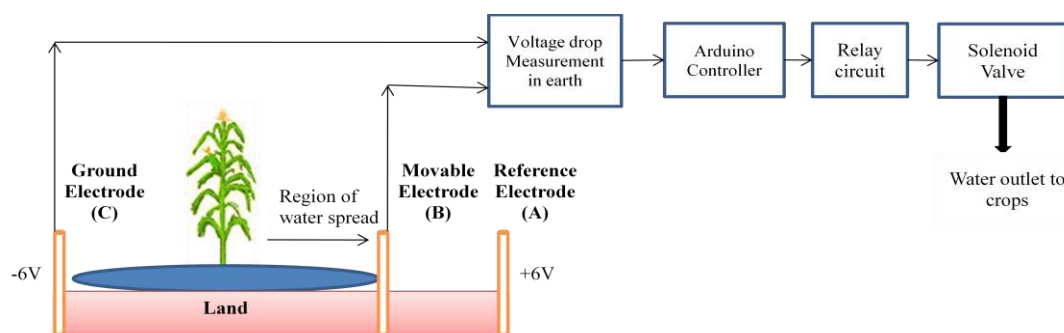 Voltage drop
Measurement
in earth
Arduino
Controller
Relay
circuit
Solenoid
Valve
Water outlet to
crops
Ground
Electrode
(C)
Region of
water spread
Movable
Electrode
(B)
Reference
Electrode
(A)
-6V
+6V
Land